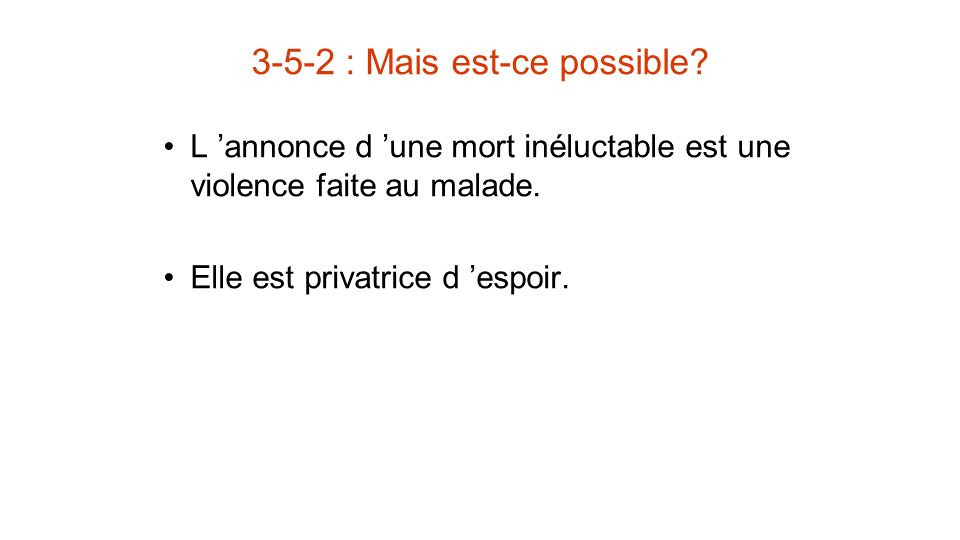 3-5-2 : Mais est-ce possible?
• L ’annonce d ’une mort inéluctable est une
violence faite au malade.
• Elle est privatrice d ’espoir.